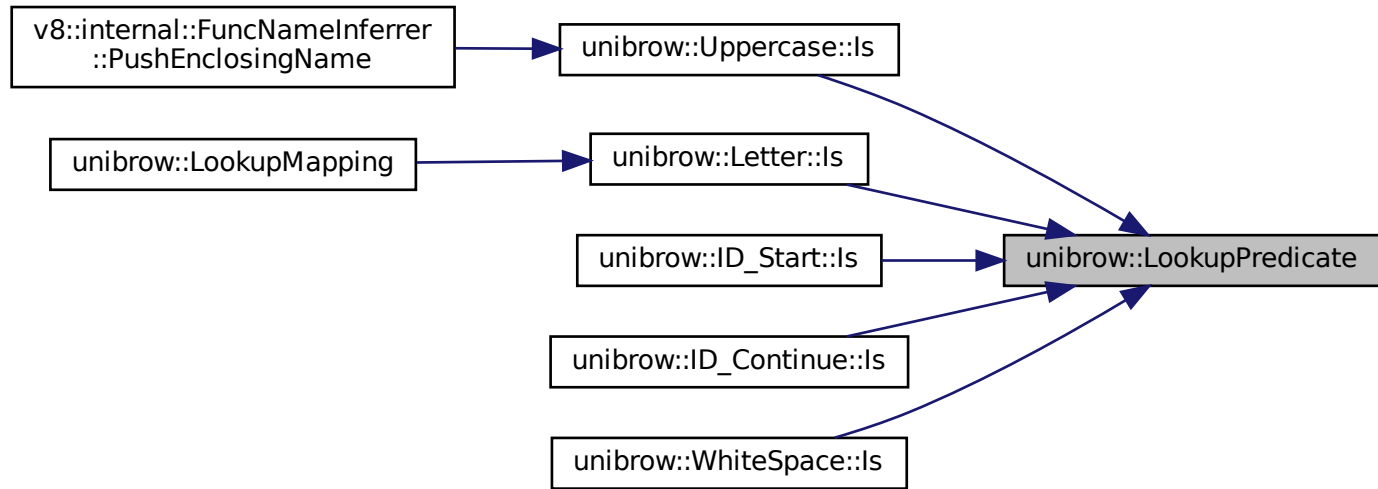 v8::internal::FuncNameInferrer
::PushEnclosingName
unibrow::Uppercase::Is
unibrow::LookupMapping
unibrow::Letter::Is
unibrow::ID_Start::Is
unibrow::LookupPredicate
unibrow::ID_Continue::Is
unibrow::WhiteSpace::Is